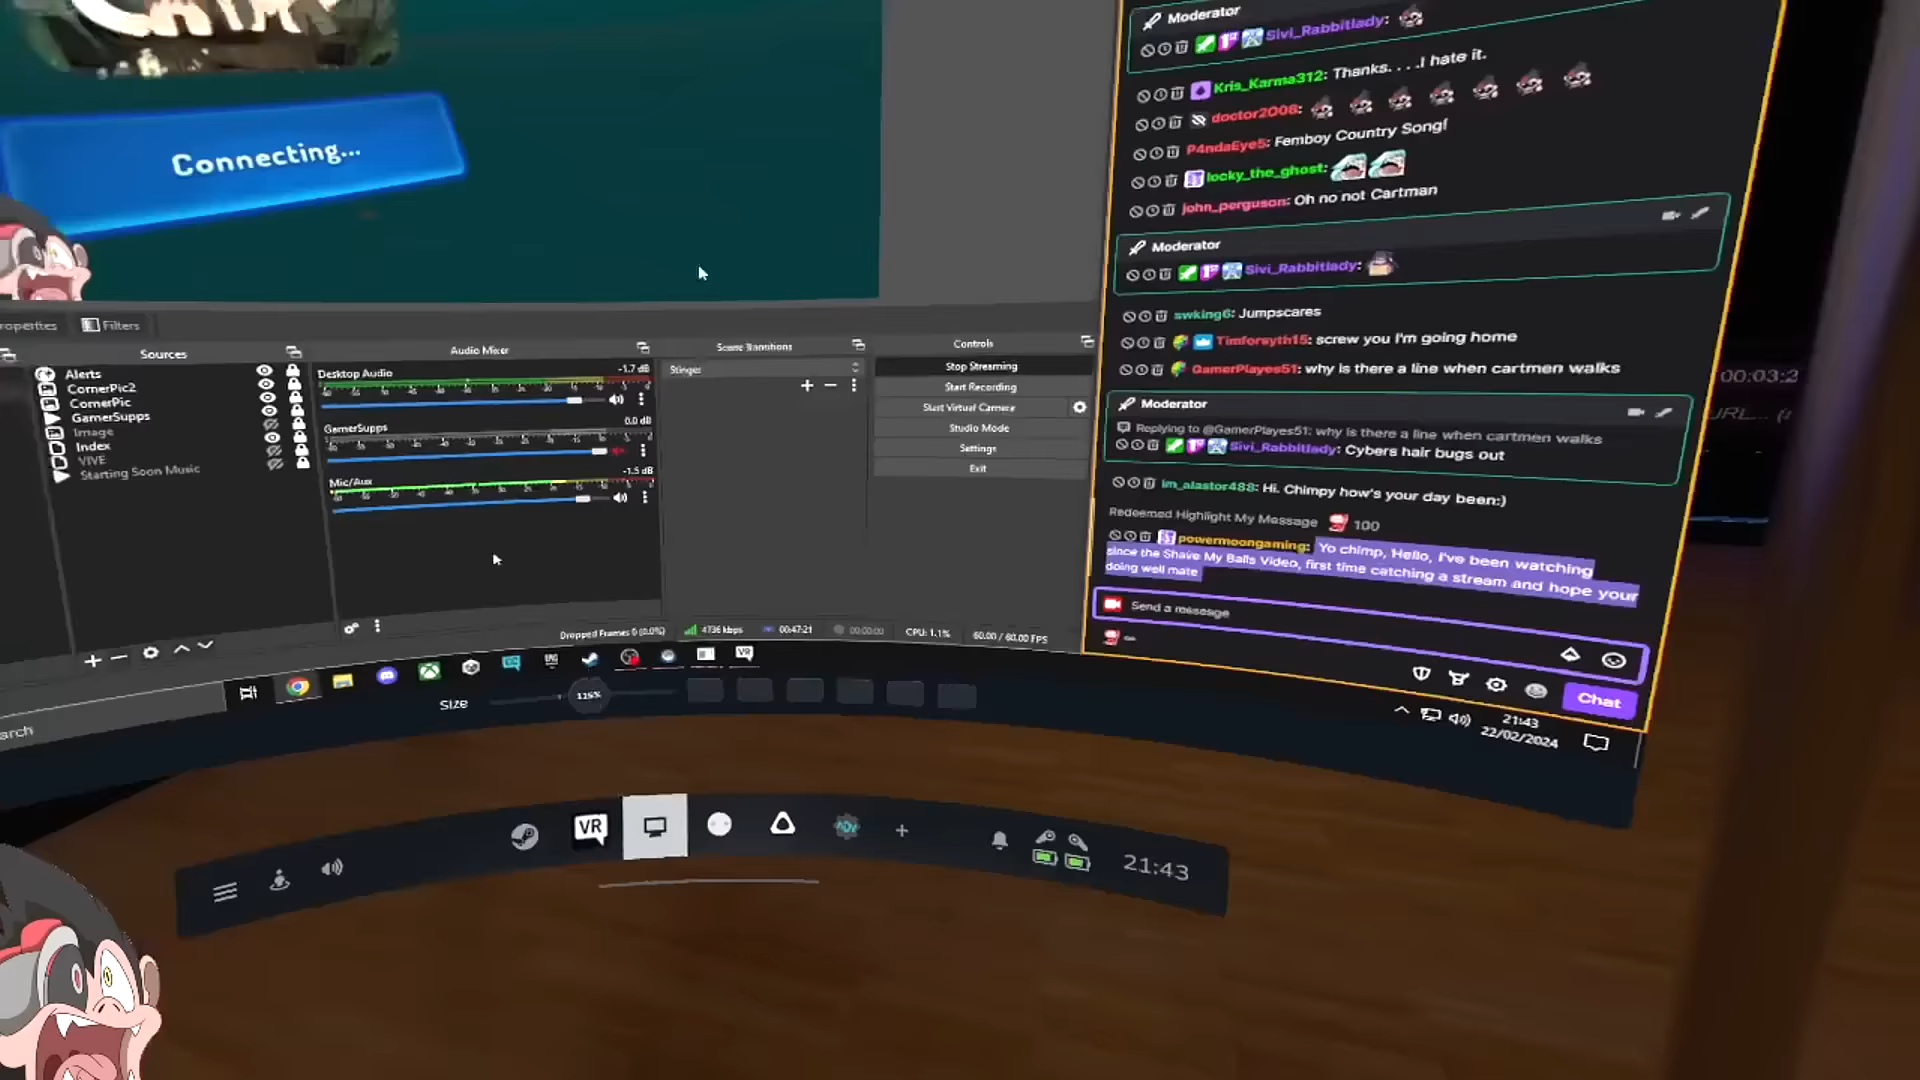 Connecting...
Filters
Sources
Alerts
CornerPic2
CornerPic
GamerSupps
Image
Index
VIVE
Starting Soon Music
Audio Mixer
Desktop Audio
-1.7 dB
GamerSupps
0.0 dB
Mic/Aux
-1.5 dB
Scene Transitions
Stinger
Controls
Stop Streaming
Start Recording
Start Virtual Camera
Studio Mode
Settings
Exit
Dropped Frames 0 (0.0%)
4736 kbps
00:47:21
00:00:00
CPU: 1.1%
60.00 / 60.00 FPS
Moderator
Sivi_Rabbitlady:
Kris_Karma312: Thanks. . . .I hate it.
doctor2008:
P4ndaEye5: Femboy Country Song!
locky_the_ghost:
john_perguson: Oh no not Cartman
Moderator
Sivi_Rabbitlady:
swking6: Jumpscares
Timforsyth15: screw you I'm going home
GamerPlayes51: why is there a line when cartmen walks
Moderator
Replying to @GamerPlayes51: why is there a line when cartmen walks
Sivi_Rabbitlady: Cybers hair bugs out
im_alastor488: Hi. Chimpy how's your day been:)
Redeemed Highlight My Message 100
powermoongaming: Yo chimp, Hello, I've been watching
since the Shave My Balls Video, first time catching a stream and hope your
doing well mate
Send a message
Chat
21:43
22/02/2024
Size
115%
VR
21:43
00:03:2
URL...